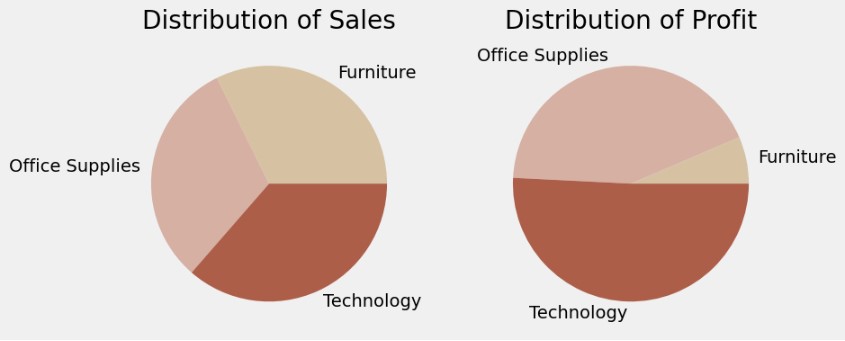 Distribution of Sales
Furniture
Office Supplies
Technology
Distribution of Profit
Office Supplies
Furniture
Technology